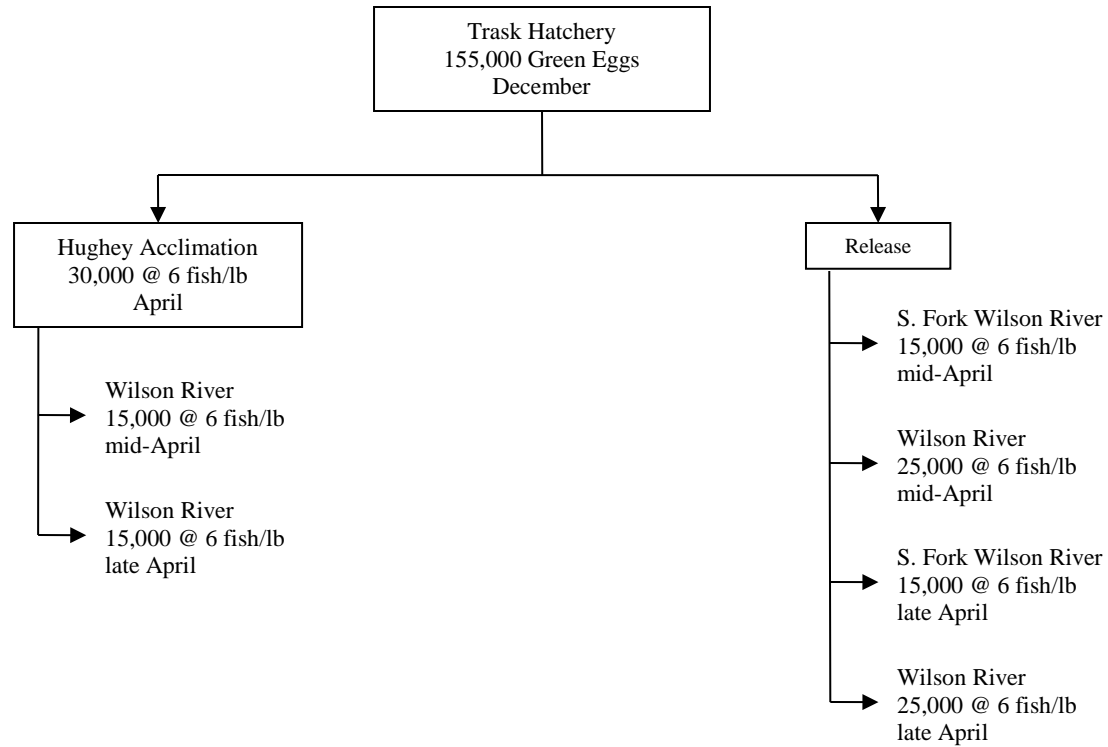 Trask Hatchery
155,000 Green Eggs
December
Hughey Acclimation
30,000 @ 6 fish/lb
April
Wilson River
15,000 @ 6 fish/lb
mid-April
Wilson River
15,000 @ 6 fish/lb
late April
Release
S. Fork Wilson River
15,000 @ 6 fish/lb
mid-April
Wilson River
25,000 @ 6 fish/lb
mid-April
S. Fork Wilson River
15,000 @ 6 fish/lb
late April
Wilson River
25,000 @ 6 fish/lb
late April